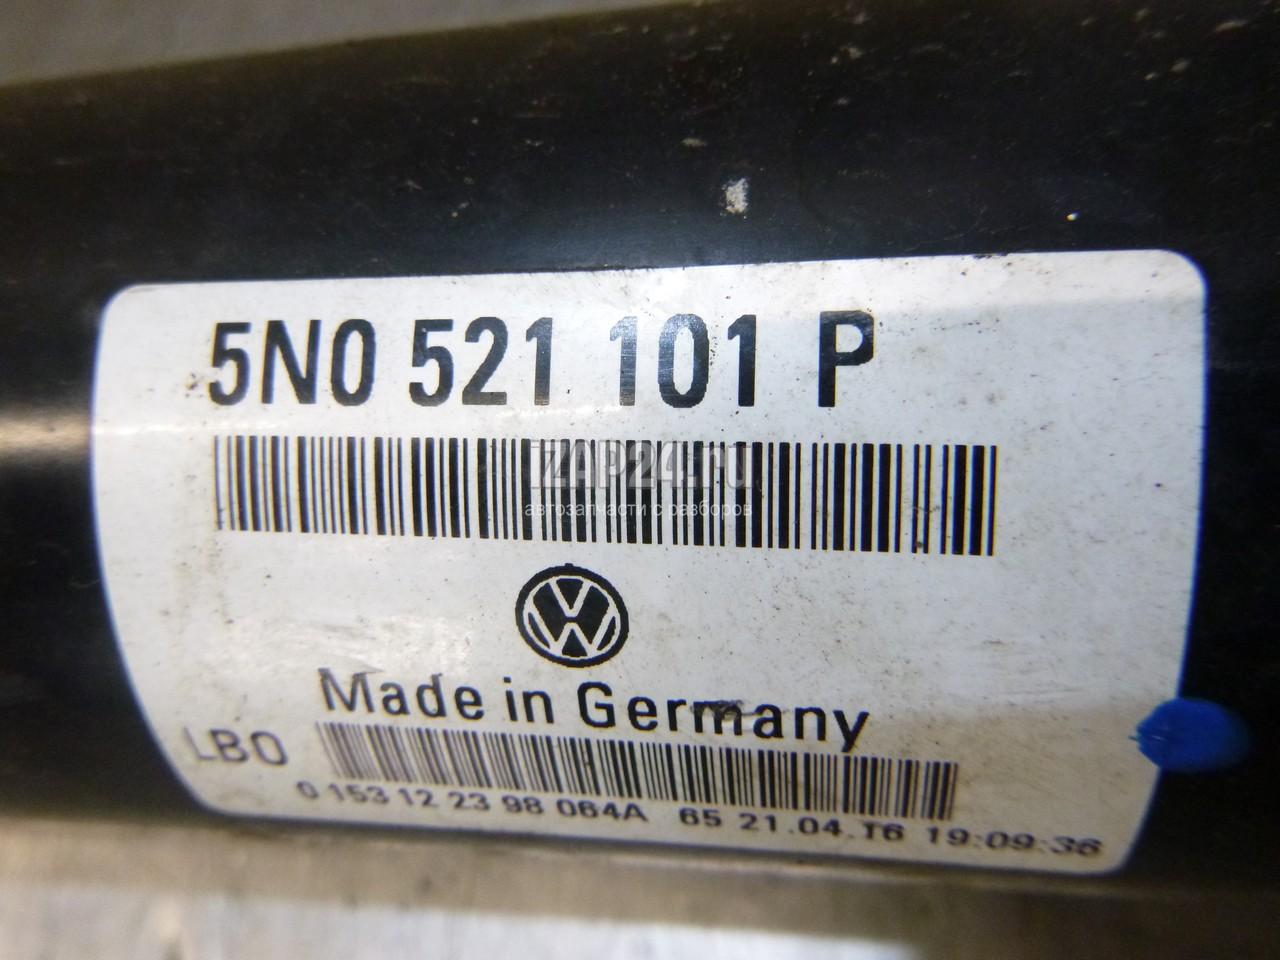 5N0 521 101 P
iZAP24.ru
автозапчасти с разборов
Made in Germany
LBO
0 153 12 23 98 064A 65 21.04.16 19:09:36